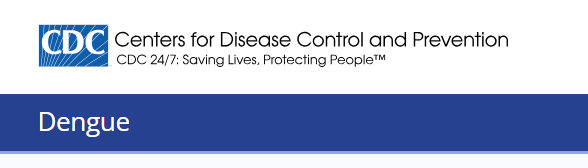 CDC Centers for Disease Control and Prevention
CDC 24/7: Saving Lives, Protecting People™
Dengue